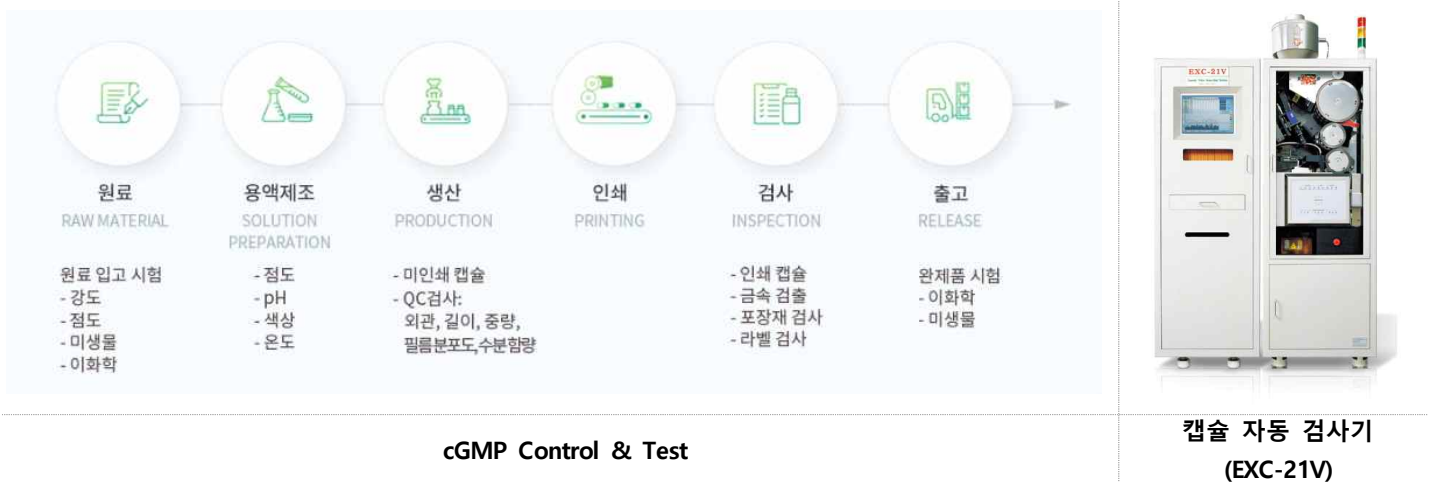 원료
RAW MATERIAL
원료 입고 시험
- 강도
- 점도
- 미생물
- 이화학
용액제조
SOLUTION
PREPARATION
- 점도
- pH
- 색상
- 온도
생산
PRODUCTION
- 미인쇄 캡슐
- QC검사:
외관, 길이, 중량,
필름분포도,수분함량
인쇄
PRINTING
검사
INSPECTION
- 인쇄 캡슐
- 금속 검출
- 포장재 검사
- 라벨 검사
출고
RELEASE
완제품 시험
- 이화학
- 미생물
cGMP Control & Test
EXC-21V
캡슐 자동 검사기
(EXC-21V)